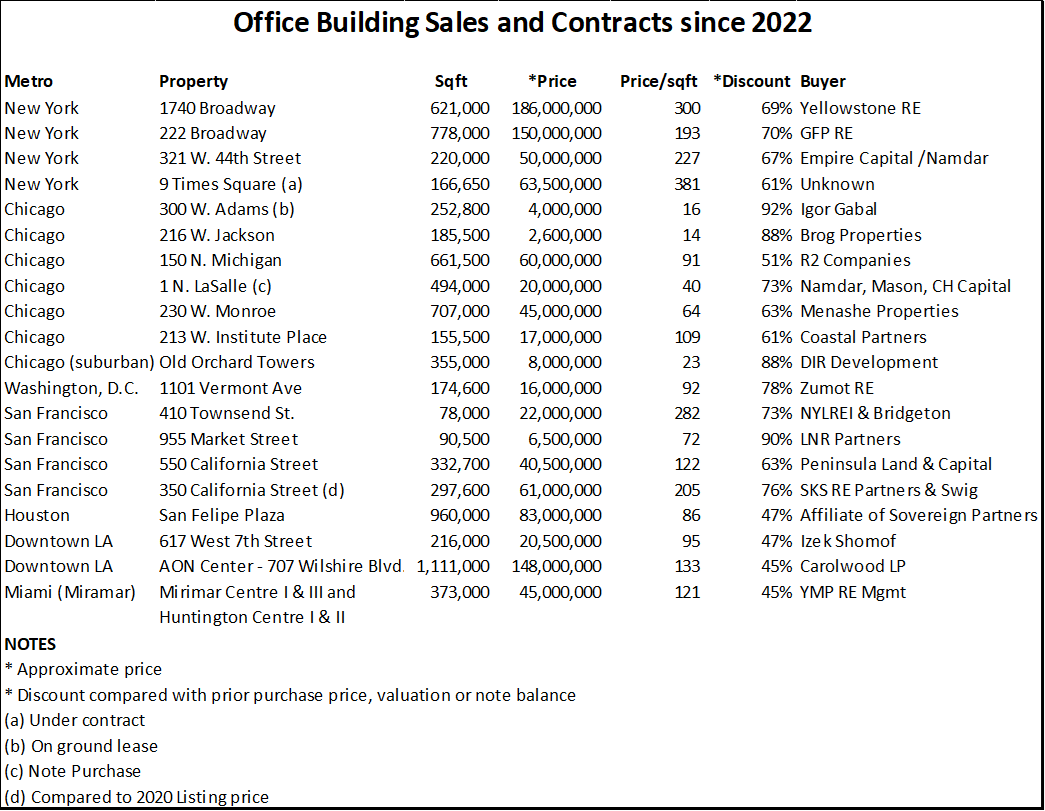 Office Building Sales and Contracts since 2022
Metro Property Sqft *Price Price/sqft *Discount Buyer
New York 1740 Broadway 621,000 186,000,000 300 69% Yellowstone RE
New York 222 Broadway 778,000 150,000,000 193 70% GFP RE
New York 321 W. 44th Street 220,000 50,000,000 227 67% Empire Capital /Namdar
New York 9 Times Square (a) 166,650 63,500,000 381 61% Unknown
Chicago 300 W. Adams (b) 252,800 4,000,000 16 92% Igor Gabal
Chicago 216 W. Jackson 185,500 2,600,000 14 88% Brog Properties
Chicago 150 N. Michigan 661,500 60,000,000 91 51% R2 Companies
Chicago 1 N. LaSalle (c) 494,000 20,000,000 40 73% Namdar, Mason, CH Capital
Chicago 230 W. Monroe 707,000 45,000,000 64 63% Menashe Properties
Chicago 213 W. Institute Place 155,500 17,000,000 109 61% Coastal Partners
Chicago (suburban) Old Orchard Towers 355,000 8,000,000 23 88% DIR Development
Washington, D.C. 1101 Vermont Ave 174,600 16,000,000 92 78% Zumot RE
San Francisco 410 Townsend St. 78,000 22,000,000 282 73% NYLREI & Bridgeton
San Francisco 955 Market Street 90,500 6,500,000 72 90% LNR Partners
San Francisco 550 California Street 332,700 40,500,000 122 63% Peninsula Land & Capital
San Francisco 350 California Street (d) 297,600 61,000,000 205 76% SKS RE Partners & Swig
Houston San Felipe Plaza 960,000 83,000,000 86 47% Affiliate of Sovereign Partners
Downtown LA 617 West 7th Street 216,000 20,500,000 95 47% Izek Shomof
Downtown LA AON Center - 707 Wilshire Blvd. 1,111,000 148,000,000 133 45% Carolwood LP
Miami (Miramar) Mirimar Centre I & III and 373,000 45,000,000 121 45% YMP RE Mgmt
Huntington Centre I & II
NOTES
* Approximate price
* Discount compared with prior purchase price, valuation or note balance
(a) Under contract
(b) On ground lease
(c) Note Purchase
(d) Compared to 2020 Listing price